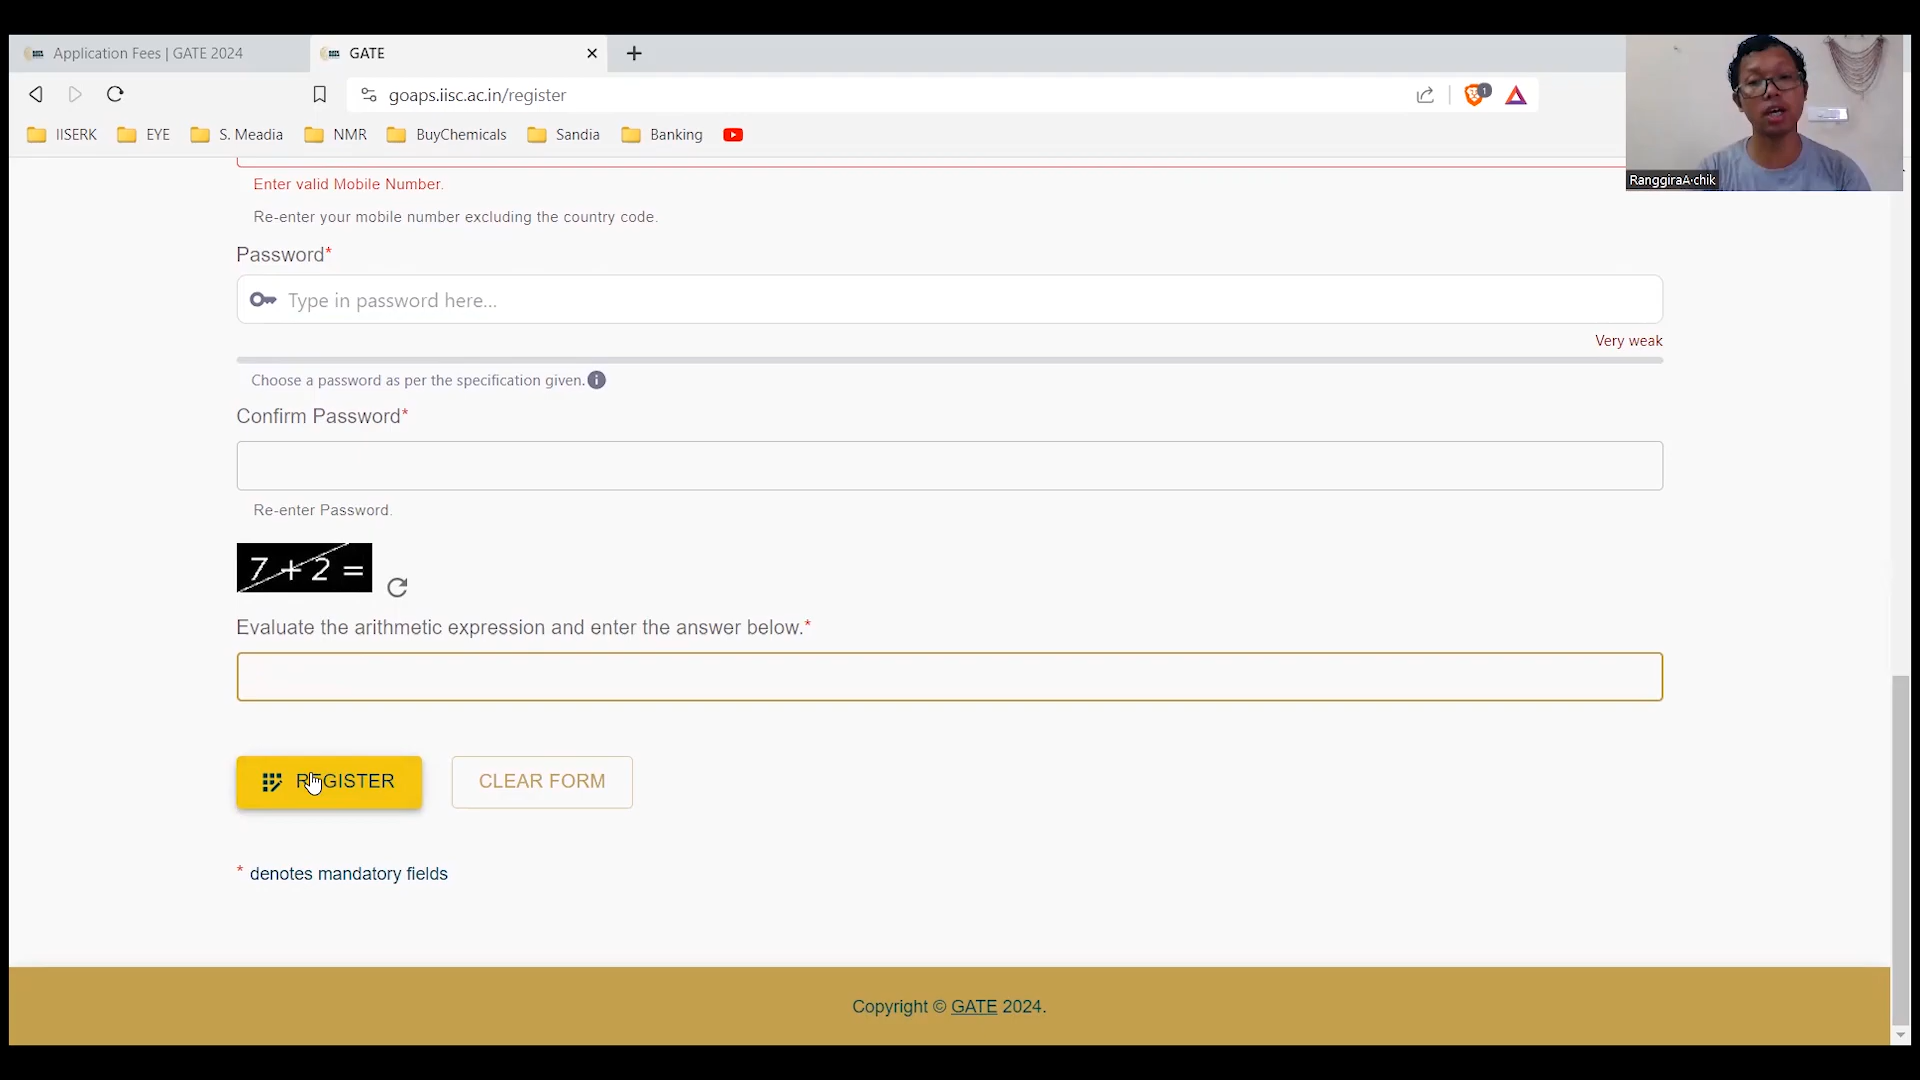 Application Fees | GATE 2024
GATE
goaps.iisc.ac.in/register
1
IISERK
EYE
S. Meadia
NMR
BuyChemicals
Sandia
Banking
RanggiraA·chik
Enter valid Mobile Number.
Re-enter your mobile number excluding the country code.
Password*
Type in password here...
Very weak
Choose a password as per the specification given.
Confirm Password*
Re-enter Password.
7 + 2 =
Evaluate the arithmetic expression and enter the answer below.*
REGISTER
CLEAR FORM
* denotes mandatory fields
Copyright © GATE 2024.